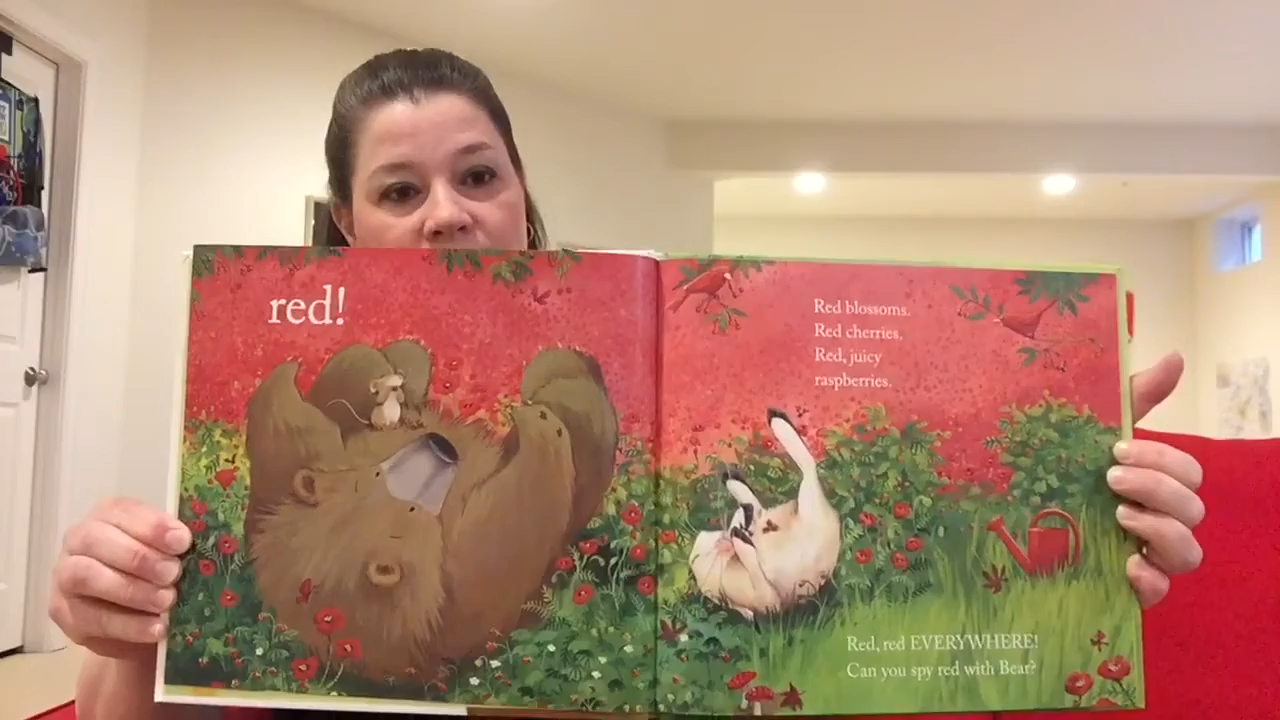 red!
Red blossoms.
Red cherries.
Red, juicy
raspberries.
Red, red EVERYWHERE!
Can you spy red with Bear?